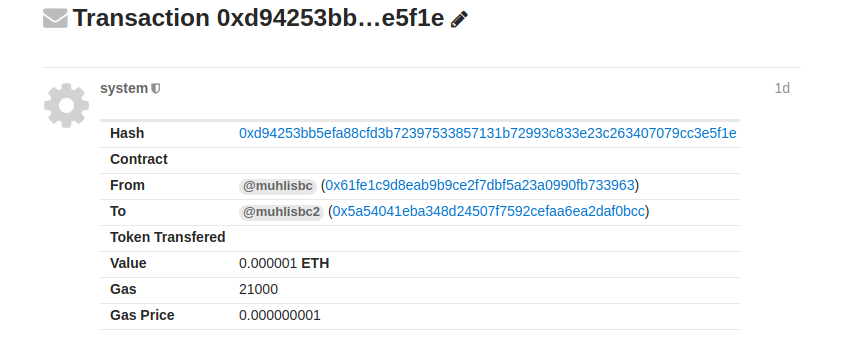 Transaction 0xd94253bb…e5f1e
system 1d
Hash 0xd94253bb5efa88cfd3b72397533857131b72993c833e23c263407079cc3e5f1e
Contract
From @muhlisbc (0x61fe1c9d8eab9b9ce2f7dbf5a23a0990fb733963)
To @muhlisbc2 (0x5a54041eba348d24507f7592cefaa6ea2daf0bcc)
Token Transfered
Value 0.000001 ETH
Gas 21000
Gas Price 0.000000001